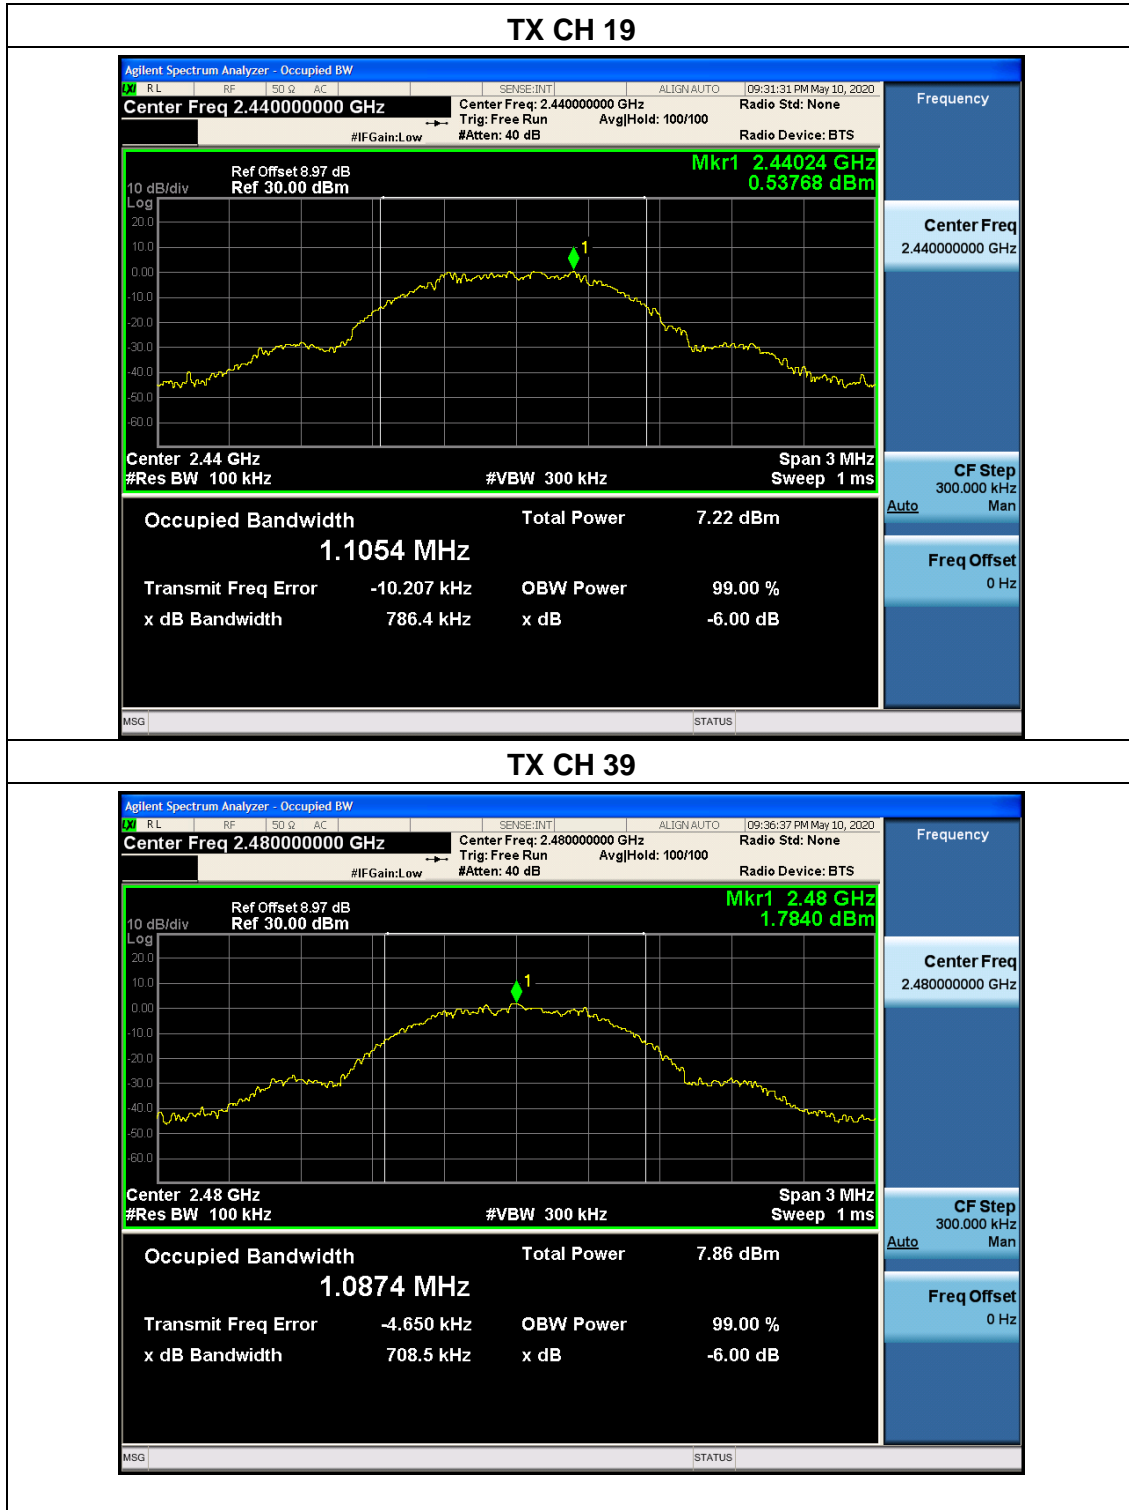 TX CH 19
Agilent Spectrum Analyzer - Occupied BW
LXI RL RF 50 Ω AC SENSE:INT ALIGN AUTO 09:31:31 PM May 10, 2020
Center Freq 2.440000000 GHz
Center Freq: 2.440000000 GHz Radio Std: None
Trig: Free Run Avg|Hold: 100/100
#IFGain:Low #Atten: 40 dB Radio Device: BTS
Frequency
Mkr1 2.44024 GHz
0.53768 dBm
Ref Offset 8.97 dB
10 dB/div Ref 30.00 dBm
Log
20.0
10.0
0.00
-10.0
-20.0
-30.0
-40.0
-50.0
-60.0
1
Center 2.44 GHz Span 3 MHz
#Res BW 100 kHz #VBW 300 kHz Sweep 1 ms
Occupied Bandwidth Total Power 7.22 dBm
1.1054 MHz
Transmit Freq Error -10.207 kHz OBW Power 99.00 %
x dB Bandwidth 786.4 kHz x dB -6.00 dB
Center Freq
2.440000000 GHz
CF Step
300.000 kHz
Auto Man
Freq Offset
0 Hz
MSG STATUS
TX CH 39
Agilent Spectrum Analyzer - Occupied BW
LXI RL RF 50 Ω AC SENSE:INT ALIGN AUTO 09:36:37 PM May 10, 2020
Center Freq 2.480000000 GHz
Center Freq: 2.480000000 GHz Radio Std: None
Trig: Free Run Avg|Hold: 100/100
#IFGain:Low #Atten: 40 dB Radio Device: BTS
Frequency
Mkr1 2.48 GHz
1.7840 dBm
Ref Offset 8.97 dB
10 dB/div Ref 30.00 dBm
Log
20.0
10.0
0.00
-10.0
-20.0
-30.0
-40.0
-50.0
-60.0
1
Center 2.48 GHz Span 3 MHz
#Res BW 100 kHz #VBW 300 kHz Sweep 1 ms
Occupied Bandwidth Total Power 7.86 dBm
1.0874 MHz
Transmit Freq Error -4.650 kHz OBW Power 99.00 %
x dB Bandwidth 708.5 kHz x dB -6.00 dB
Center Freq
2.480000000 GHz
CF Step
300.000 kHz
Auto Man
Freq Offset
0 Hz
MSG STATUS